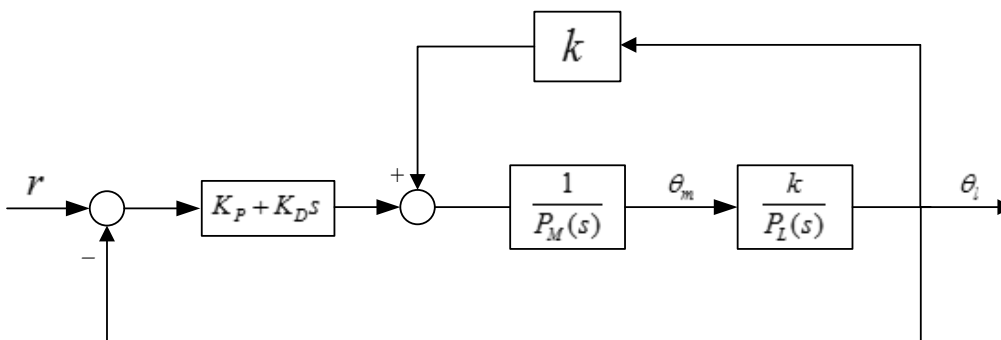 k
+
r
K_P + K_D s
1
P_M(s)
θ_m
k
P_L(s)
θ_l
−